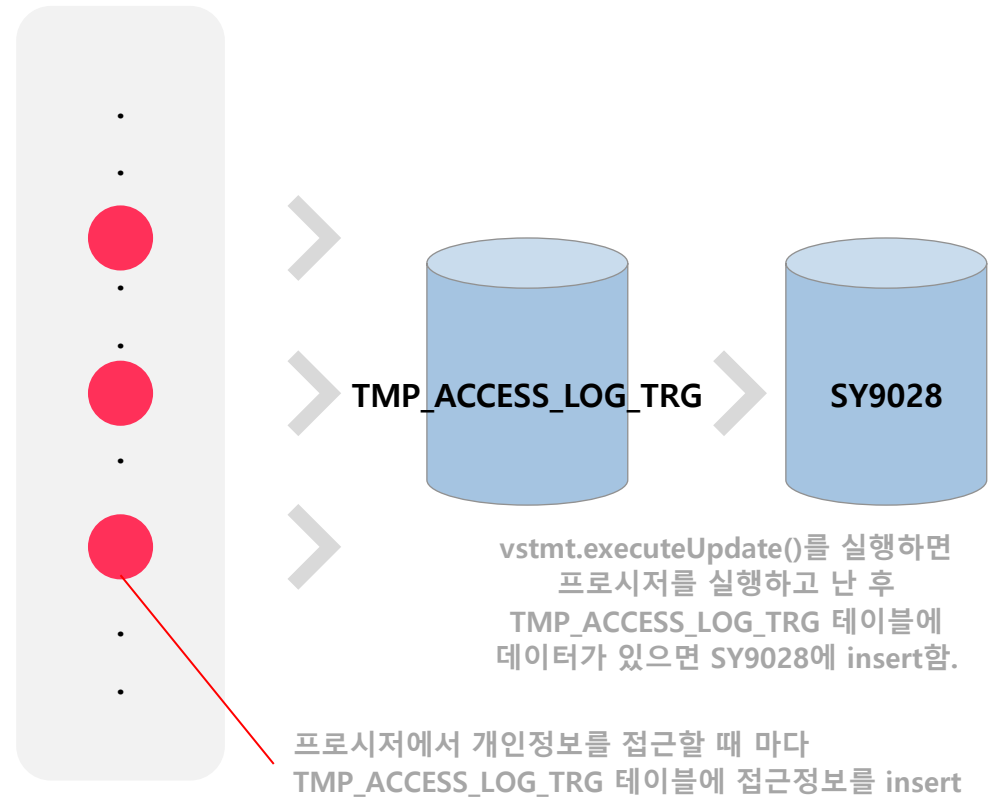 TMP_ACCESS_LOG_TRG
SY9028
vstmt.executeUpdate()를 실행하면
프로시저를 실행하고 난 후
TMP_ACCESS_LOG_TRG 테이블에
데이터가 있으면 SY9028에 insert함.
프로시저에서 개인정보를 접근할 때 마다
TMP_ACCESS_LOG_TRG 테이블에 접근정보를 insert